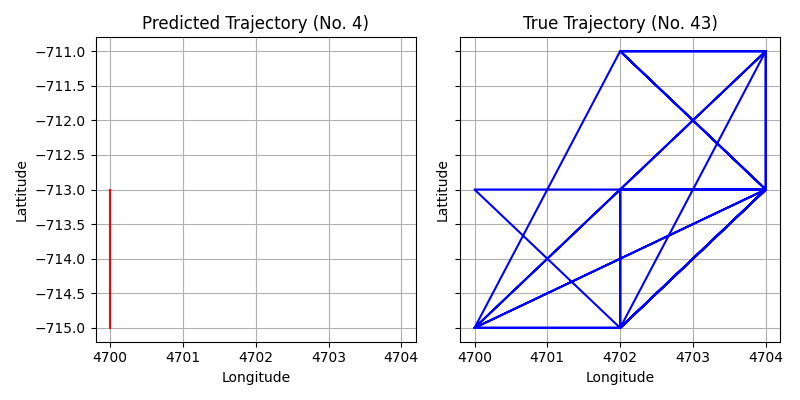 Predicted Trajectory (No. 4)
True Trajectory (No. 43)
−711.0
−711.5
−712.0
−712.5
−713.0
−713.5
−714.0
−714.5
−715.0
Lattitude
Lattitude
4700 4701 4702 4703 4704
4700 4701 4702 4703 4704
Longitude
Longitude